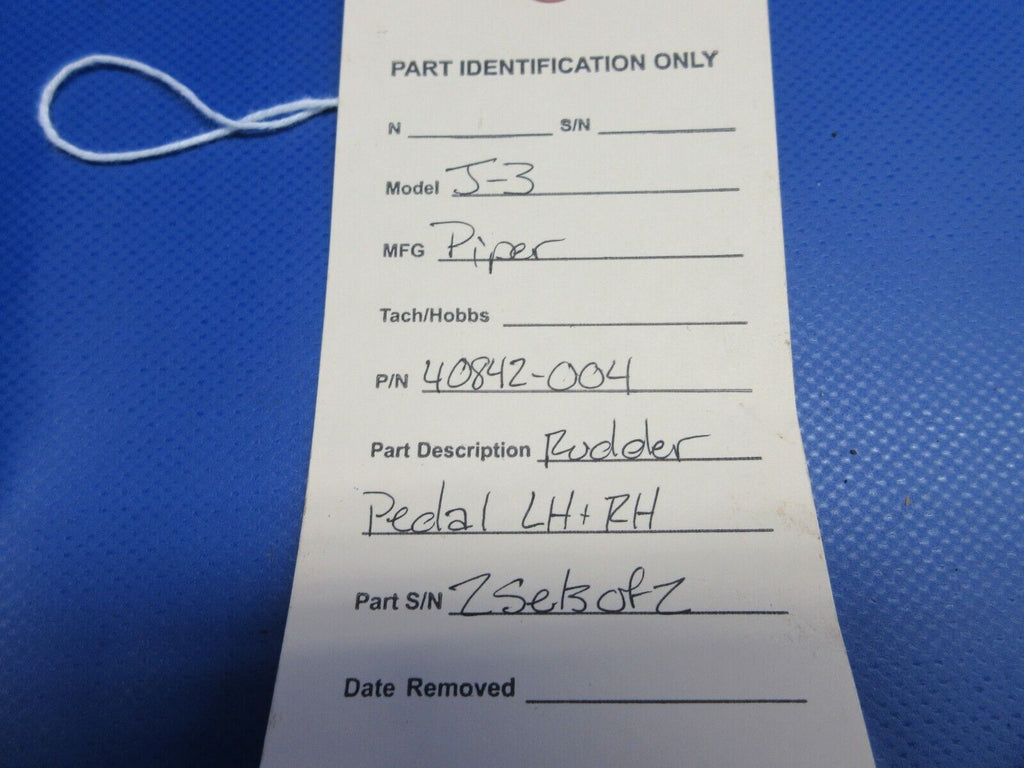 PART IDENTIFICATION ONLY
N S/N
Model J-3
MFG Piper
Tach/Hobbs
P/N 40842-004
Part Description Rudder
Pedal LH+RH
Part S/N 2 Sets of 2
Date Removed